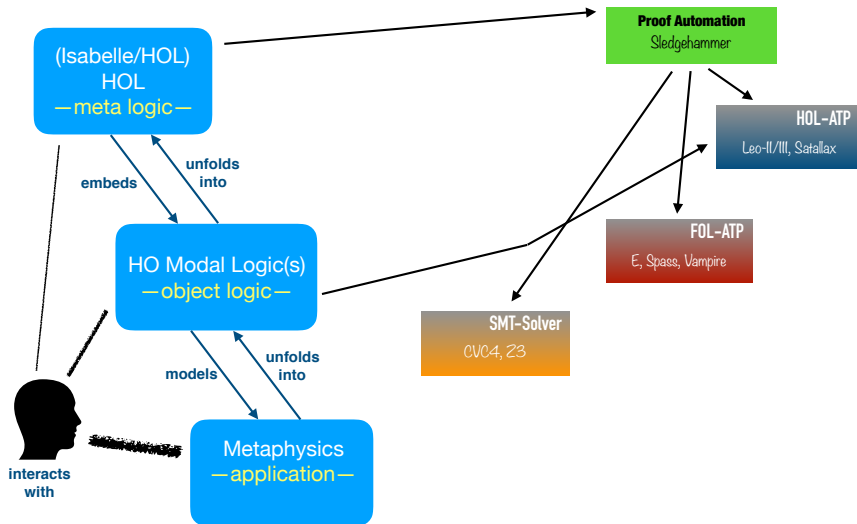 (Isabelle/HOL)
HOL
—meta logic—
embeds
unfolds
into
HO Modal Logic(s)
—object logic—
models
unfolds
into
Metaphysics
—application—
interacts
with
Proof Automation
Sledgehammer
HOL-ATP
Leo-II/III, Satallax
FOL-ATP
E, Spass, Vampire
SMT-Solver
CVC4, Z3